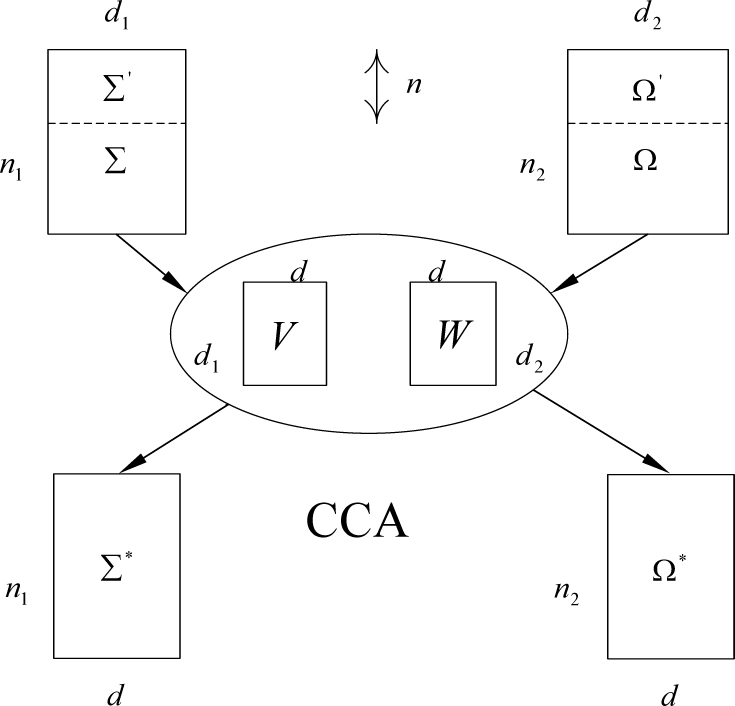 d₁ d₂
Σ' n Ω'
n₁ Σ n₂ Ω
d d
d₁ V W d₂
CCA
n₁ Σ* n₂ Ω*
d d